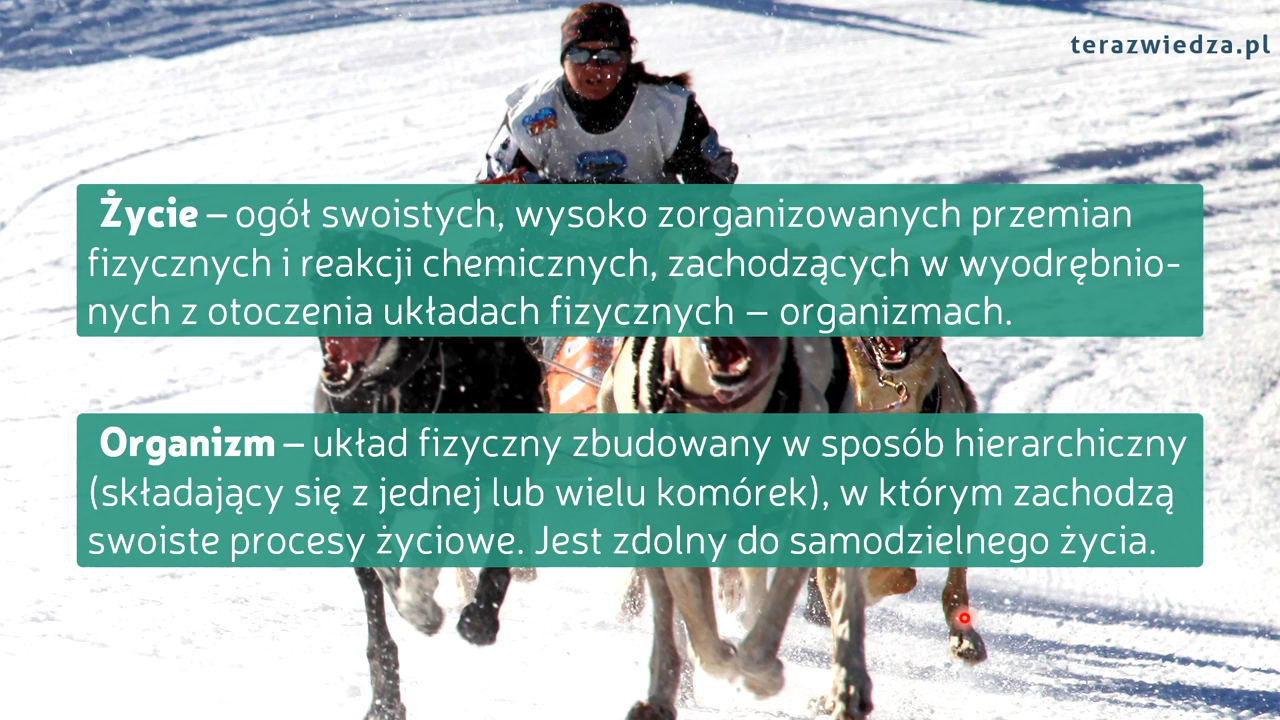 terazwiedza.pl
Życie – ogół swoistych, wysoko zorganizowanych przemian
fizycznych i reakcji chemicznych, zachodzących w wyodrębnio-
nych z otoczenia układach fizycznych – organizmach.
Organizm – układ fizyczny zbudowany w sposób hierarchiczny
(składający się z jednej lub wielu komórek), w którym zachodzą
swoiste procesy życiowe. Jest zdolny do samodzielnego życia.